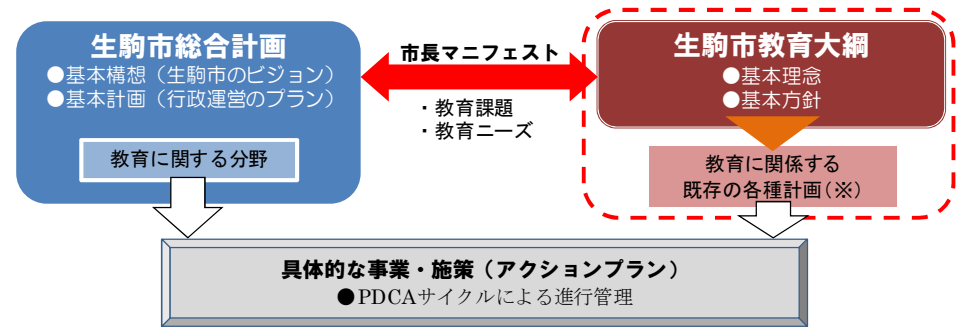 生駒市総合計画
●基本構想（生駒市のビジョン）
●基本計画（行政運営のプラン）
教育に関する分野
市長マニフェスト
・教育課題
・教育ニーズ
生駒市教育大綱
●基本理念
●基本方針
教育に関係する
既存の各種計画(※)
具体的な事業・施策（アクションプラン）
●PDCAサイクルによる進行管理